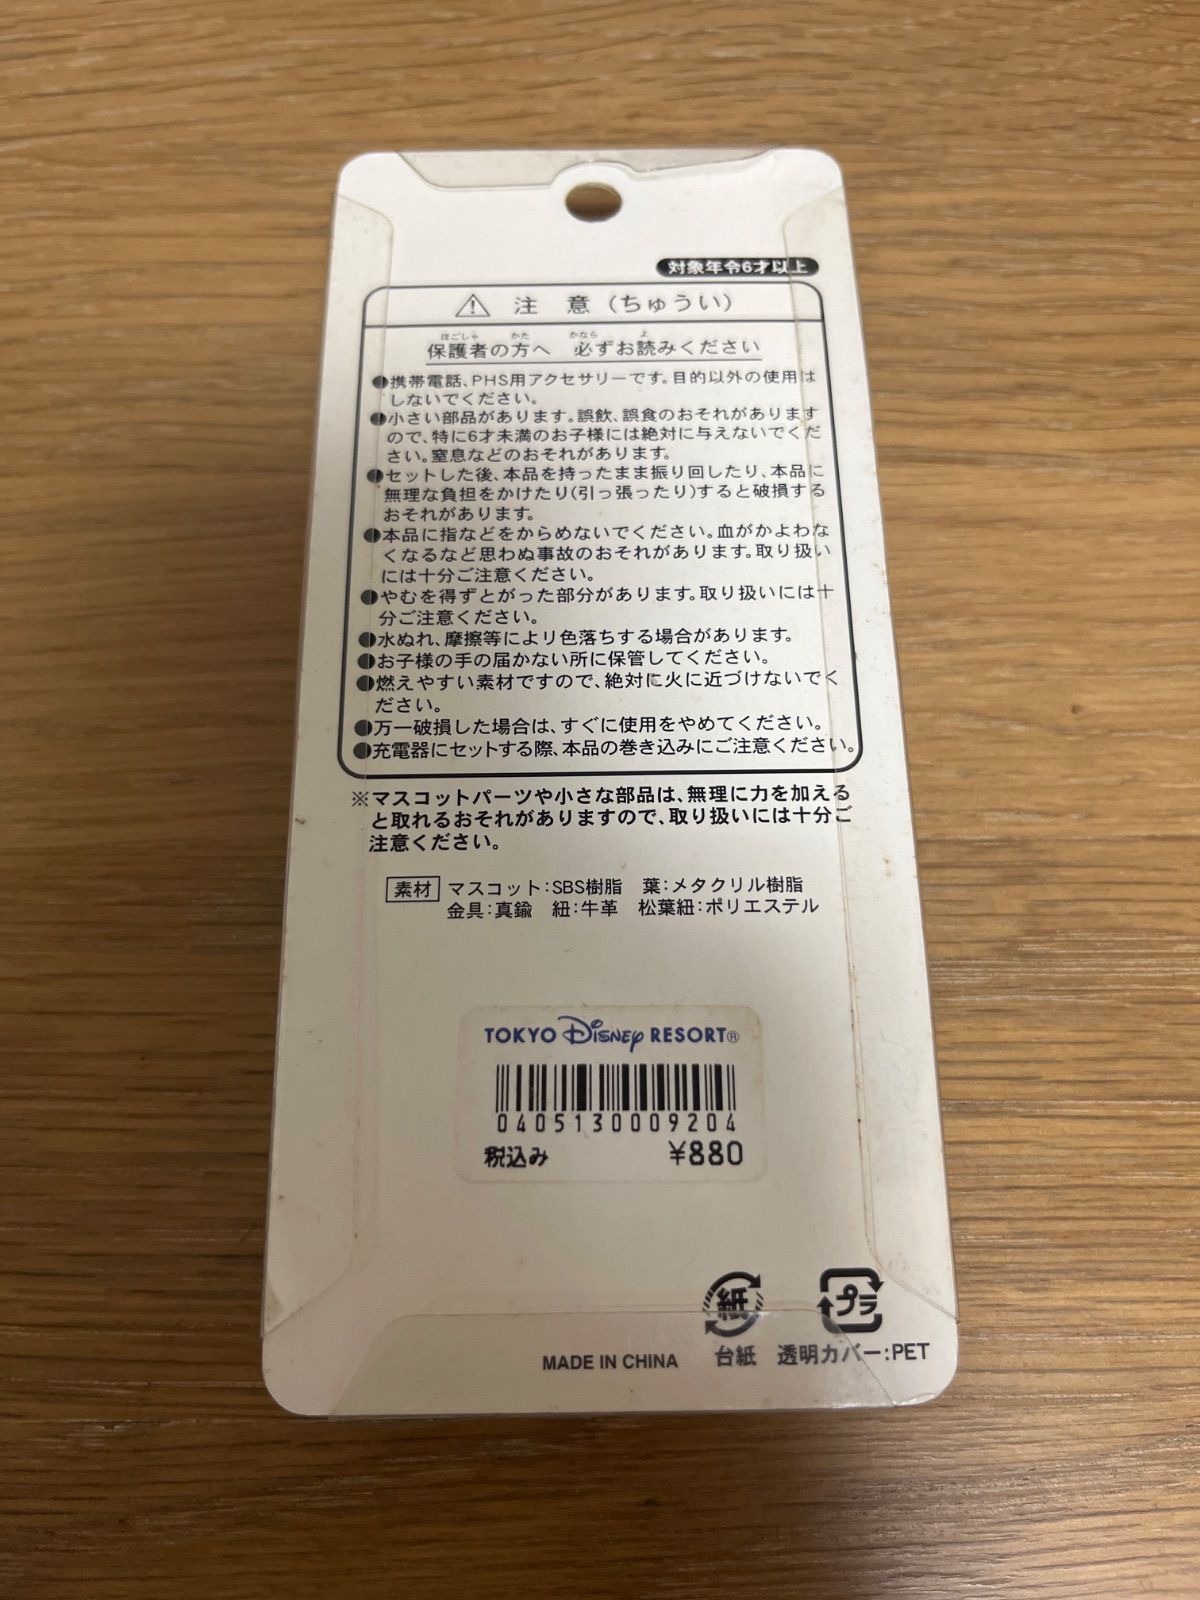 対象年令6才以上
⚠ 注 意 (ちゅうい)
ほごしゃ かた かなら よ
保護者の方へ 必ずお読みください
●携帯電話、PHS用アクセサリーです。目的以外の使用は
しないでください。
●小さい部品があります。誤飲、誤食のおそれがあります
ので、特に6才未満のお子様には絶対に与えないでくだ
さい。窒息などのおそれがあります。
●セットした後、本品を持ったまま振り回したり、本品に
無理な負担をかけたり(引っ張ったり)すると破損する
おそれがあります。
●本品に指などをからめないでください。血がかよわな
くなるなど思わぬ事故のおそれがあります。取り扱い
には十分ご注意ください。
●やむを得ずとがった部分があります。取り扱いには十
分ご注意ください。
●水ぬれ、摩擦等により色落ちする場合があります。
●お子様の手の届かない所に保管してください。
●燃えやすい素材ですので、絶対に火に近づけないでく
ださい。
●万一破損した場合は、すぐに使用をやめてください。
●充電器にセットする際、本品の巻き込みにご注意ください。
※マスコットパーツや小さな部品は、無理に力を加える
と取れるおそれがありますので、取り扱いには十分ご
注意ください。
素材 マスコット:SBS樹脂 葉:メタクリル樹脂
金具:真鍮 紐:牛革 松葉紐:ポリエステル
TOKYO Disney RESORT®
0405130009204
税込み ¥880
紙 プラ
MADE IN CHINA 台紙 透明カバー:PET